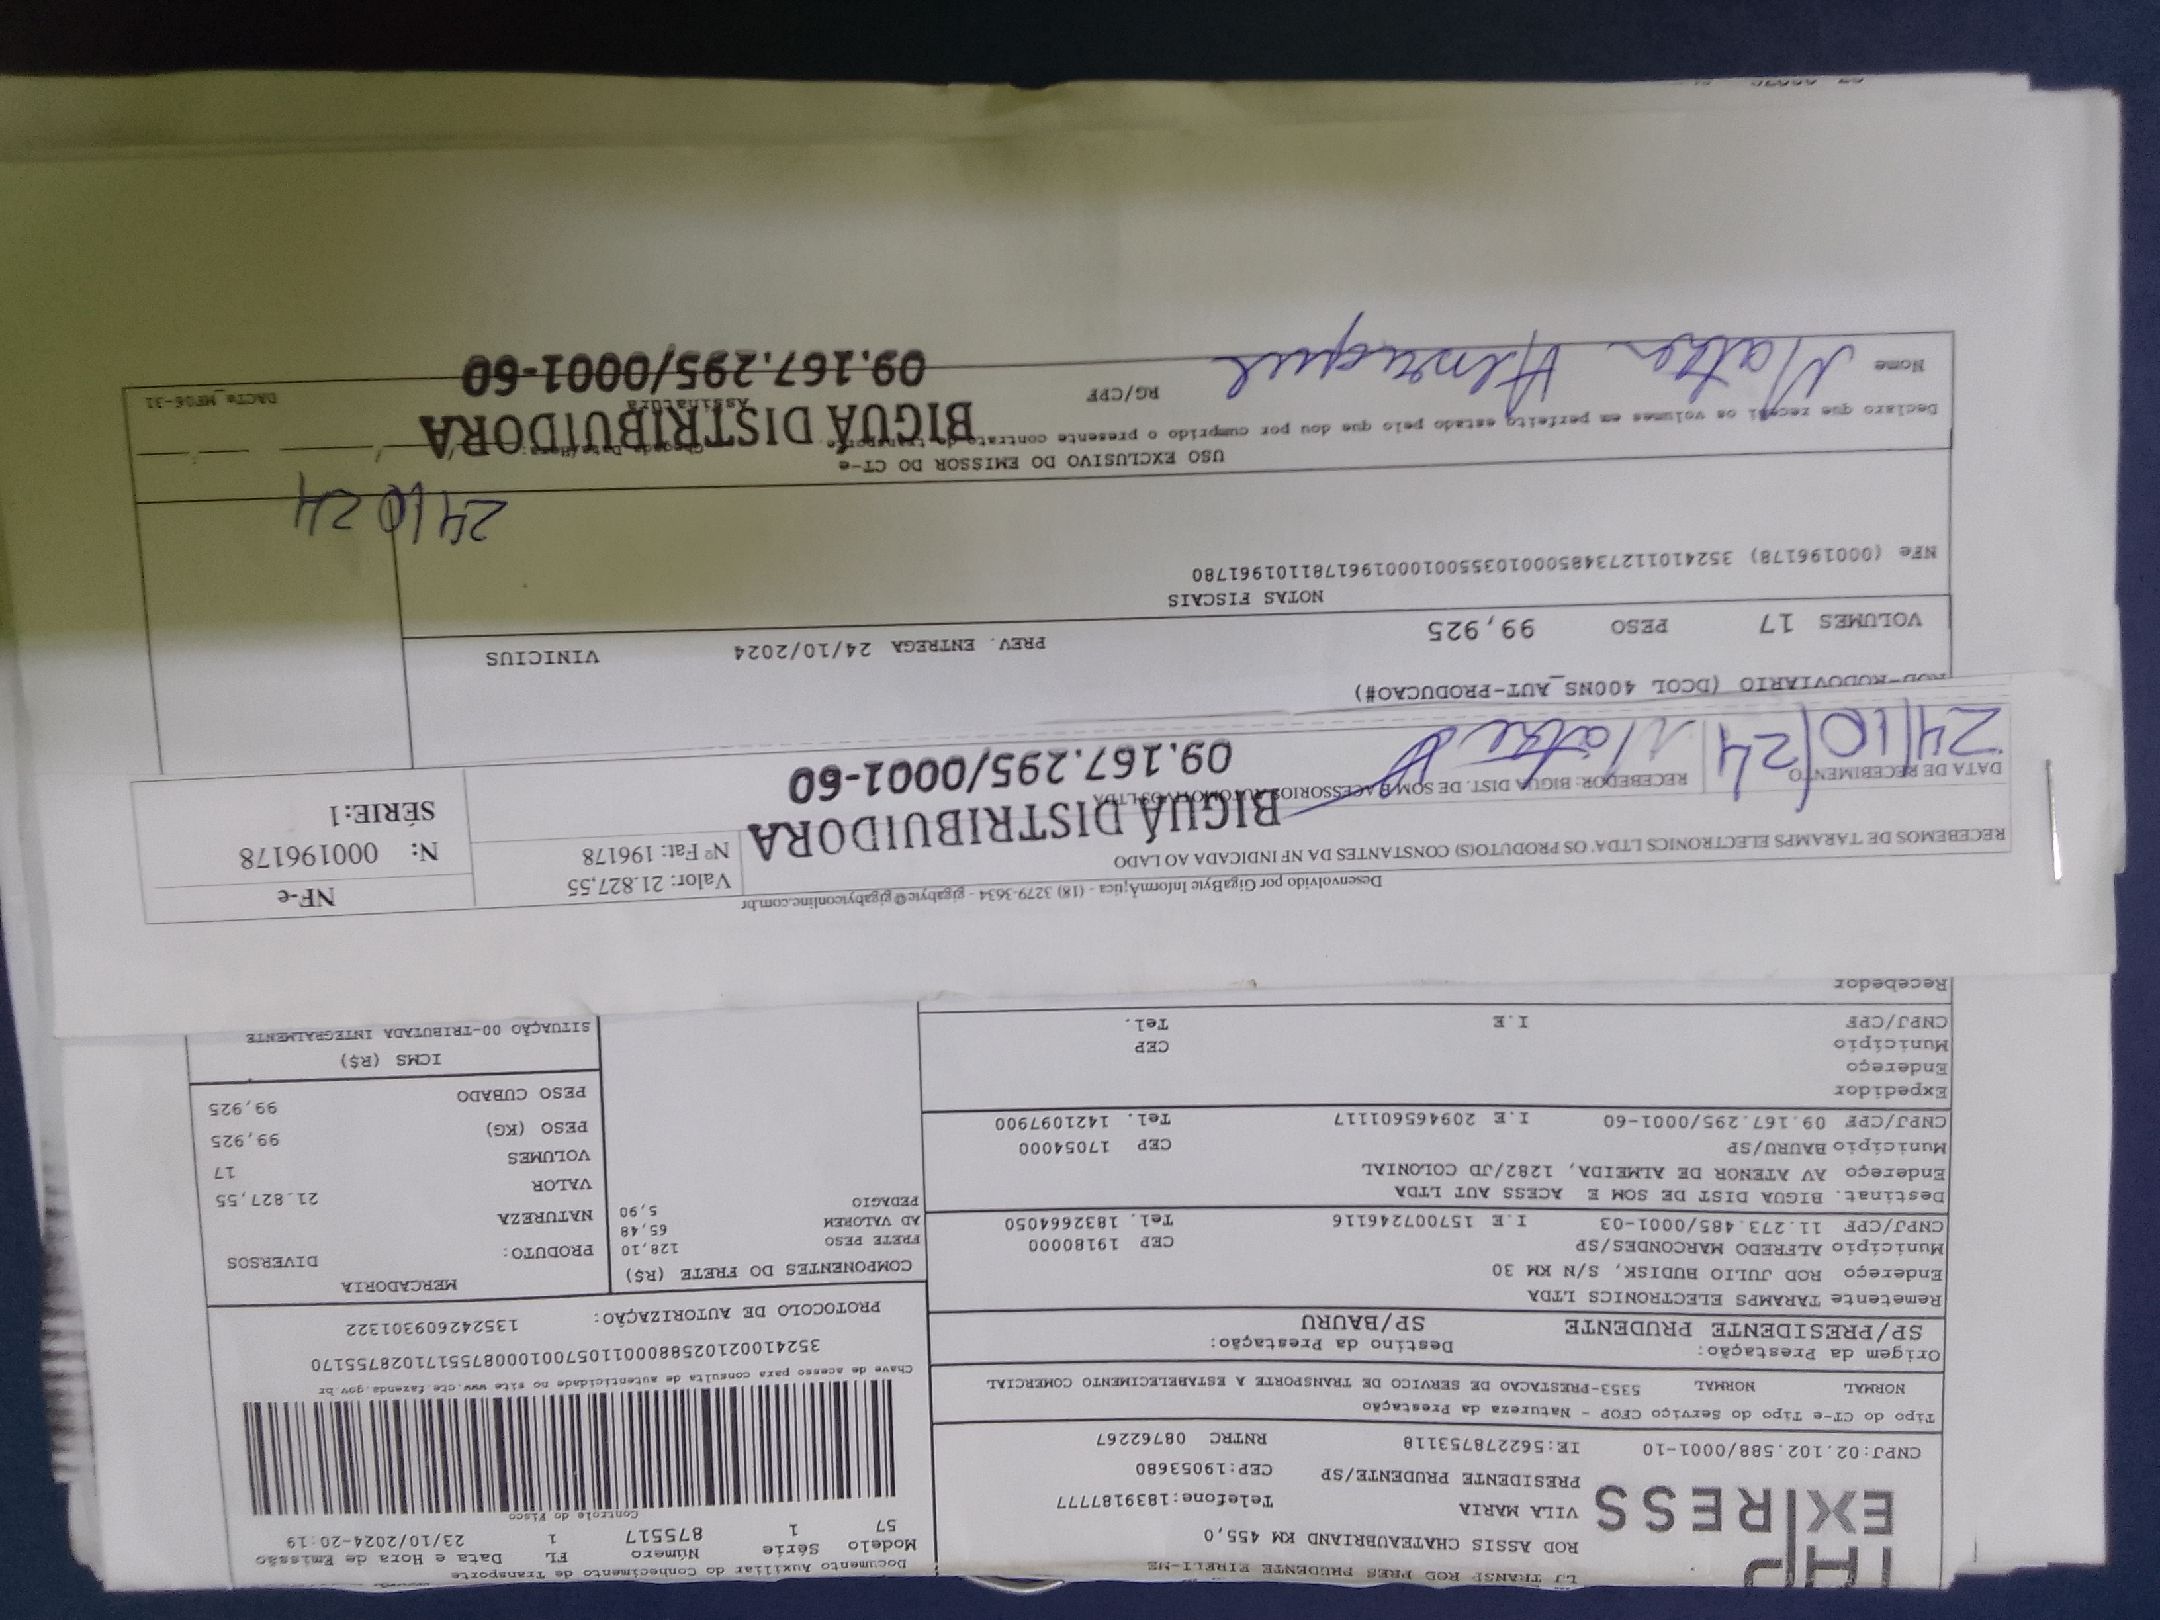 LJ TRANSP ROD PRES PRUDENTE EIRELI-ME
EXPRESS
ROD ASSIS CHATEAUBRIAND KM 455,0
VILA MARIA Telefone:1839187777
PRESIDENTE PRUDENTE/SP CEP:19053680
CNPJ:02.102.588/0001-10 IE:562278753118 RNTRC 08762267
Documento Auxiliar do Conhecimento de Transporte
Modelo Série Número FL Data e Hora de Emissão
57 1 875517 1 23/10/2024-20:19
Controle do Fisco
Chave de acesso para consulta de autenticidade no site www.cte.fazenda.gov.br
35241002102588000110570010008755171028755170
PROTOCOLO DE AUTORIZAÇÃO: 135242609301322
Tipo do CT-e Tipo do Serviço CFOP - Natureza da Prestação
NORMAL NORMAL 5353-PRESTACAO DE SERVICO DE TRANSPORTE A ESTABELECIMENTO COMERCIAL
Origem da Prestação: Destino da Prestação:
SP/PRESIDENTE PRUDENTE SP/BAURU
Remetente TARAMPS ELECTRONICS LTDA
Endereço ROD JULIO BUDISK, S/N KM 30
Município ALFREDO MARCONDES/SP CEP 19180000
CNPJ/CPF 11.273.485/0001-03 I.E 157007246116 Tel. 1832664050
Destinat. BIGUA DIST DE SOM E ACESS AUT LTDA
Endereço AV ATENOR DE ALMEIDA, 1282/JD COLONIAL
Município BAURU/SP CEP 17054000
CNPJ/CPF 09.167.295/0001-60 I.E 209465601117 Tel. 1421097900
Expedidor
Endereço
Município CEP
CNPJ/CPF I.E Tel.
Recebedor
COMPONENTES DO FRETE (R$)
FRETE PESO 128,10
AD VALOREM 65,48
PEDAGIO 5,90
MERCADORIA
PRODUTO: DIVERSOS
NATUREZA
VALOR 21.827,55
VOLUMES 17
PESO (KG) 99,925
PESO CUBADO 99,925
ICMS (R$)
SITUAÇÃO 00-TRIBUTADA INTEGRALMENTE
Desenvolvido por GigaByte InformÃ¡tica - (18) 3279-3634 - gigabyte@gigabyteonline.com.br
RECEBEMOS DE TARAMPS ELECTRONICS LTDA. OS PRODUTO(S) CONSTANTES DA NF INDICADA AO LADO
Valor: 21.827,55
Nº Fat: 196178
NF-e
N: 000196178
SÉRIE:1
DATA DE RECEBIMENTO
24/10/24
RECEBEDOR: BIGUA DIST. DE SOM E ACESSORIOS AUTOMOTIVOS LTDA
BIGUÁ DISTRIBUIDORA
09.167.295/0001-60
ROD-RODOVIARIO (DCOL 400NS_AUT-PRODUCAO#)
VOLUMES 17 PESO 99,925 PREV. ENTREGA 24/10/2024 VINICIUS
NOTAS FISCAIS
NFe (000196178) 35241011273485000103550010001961781101961780
24 10 24
USO EXCLUSIVO DO EMISSOR DO CT-e
Declaro que recebi os volumes em perfeito estado pelo que dou por cumprido o presente contrato de transporte.
Chegada Data/Hora:
Nome Henrique RG/CPF Assinatura
BIGUÁ DISTRIBUIDORA
09.167.295/0001-60
DACTe_MF06-31